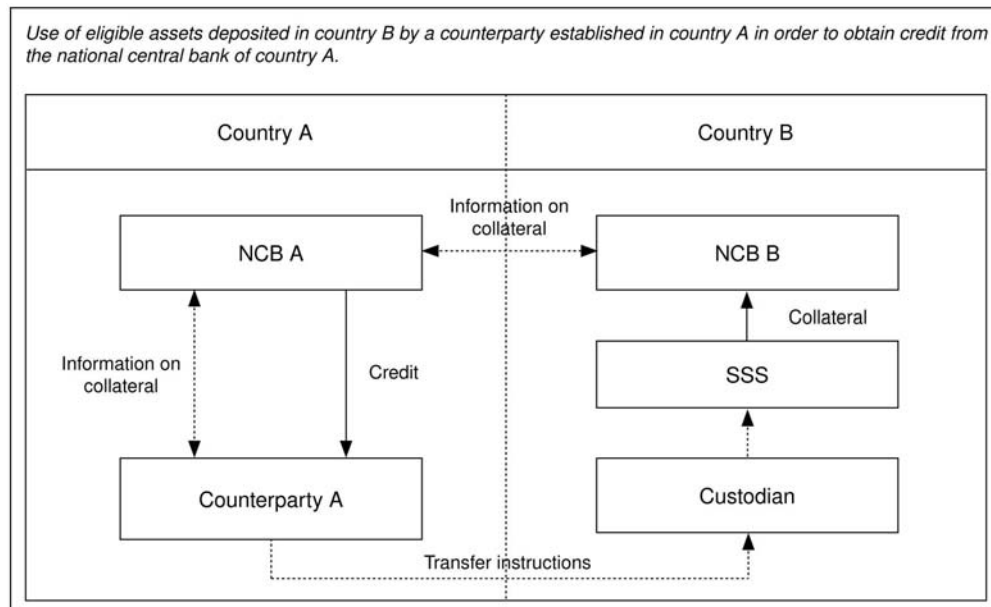 Use of eligible assets deposited in country B by a counterparty established in country A in order to obtain credit from
the national central bank of country A.
Country A
Country B
Information on
collateral
NCB A
NCB B
Collateral
Information on
collateral
Credit
SSS
Counterparty A
Custodian
Transfer instructions